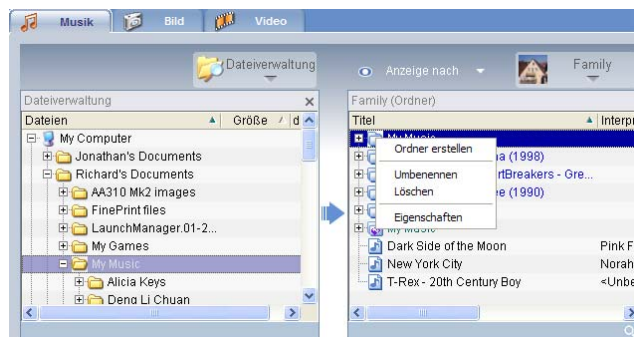 Musik Bild Video
Dateiverwaltung Anzeige nach Family
Dateiverwaltung
Dateien Größe d
My Computer
Jonathan's Documents
Richard's Documents
AA310 Mk2 images
FinePrint files
LaunchManager.01-2...
My Games
My Music
Alicia Keys
Deng Li Chuan
Family (Ordner)
Titel Interpr
My Music
Ordner erstellen
a (1998)
Umbenennen
rtBreakers - Gre...
Löschen
e (1990)
Eigenschaften
My Music
Dark Side of the Moon Pink F
New York City Norah
T-Rex - 20th Century Boy <Unbe